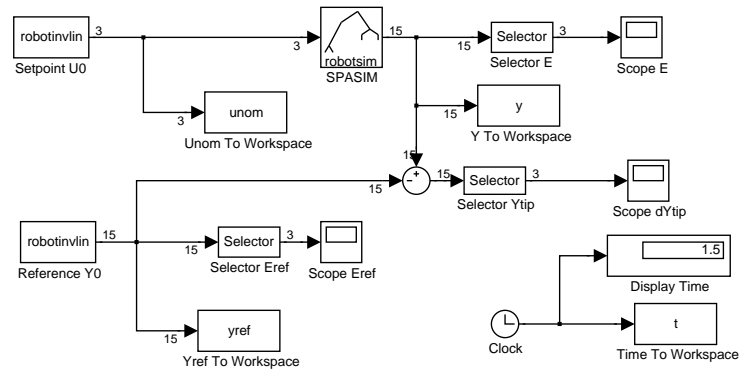 robotinvlin
3
Setpoint U0
3
robotsim
SPASIM
15
15
Selector
3
Selector E
Scope E
3
unom
Unom To Workspace
15
y
Y To Workspace
15
15
- +
15
Selector
3
Selector Ytip
Scope dYtip
robotinvlin
15
Reference Y0
15
Selector
3
Selector Eref
Scope Eref
1.5
Display Time
15
yref
Yref To Workspace
Clock
t
Time To Workspace